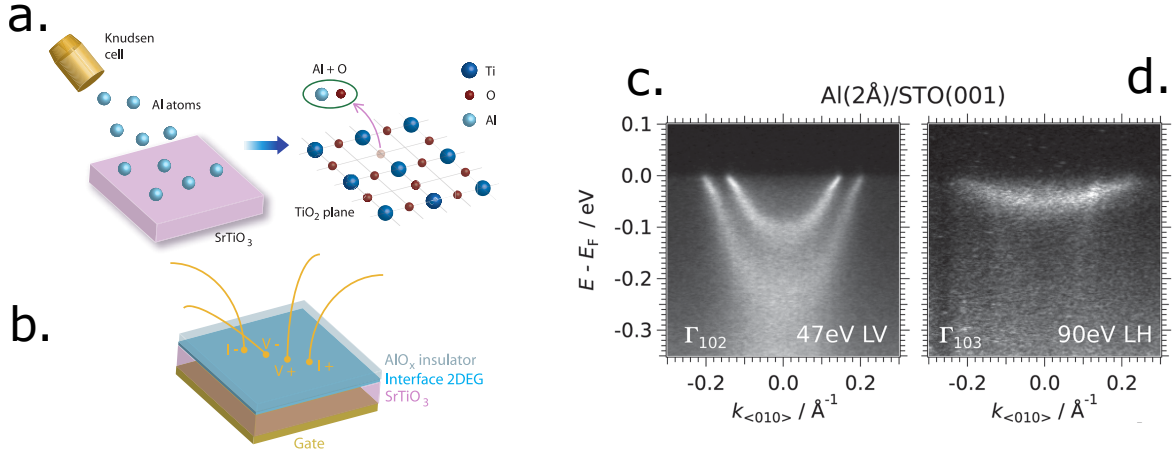 a.
Knudsen
cell
Al atoms
SrTiO₃
Al + O
Ti
O
Al
TiO₂ plane
b.
I -
V -
V +
I +
AlOₓ insulator
Interface 2DEG
SrTiO₃
Gate
c.
d.
Al(2Å)/STO(001)
E - E_F / eV
0.1
0.0
-0.1
-0.2
-0.3
Γ₁₀₂ 47eV LV
Γ₁₀₃ 90eV LH
-0.2 0.0 0.2
-0.2 0.0 0.2
k<010> / Å⁻¹
k<010> / Å⁻¹